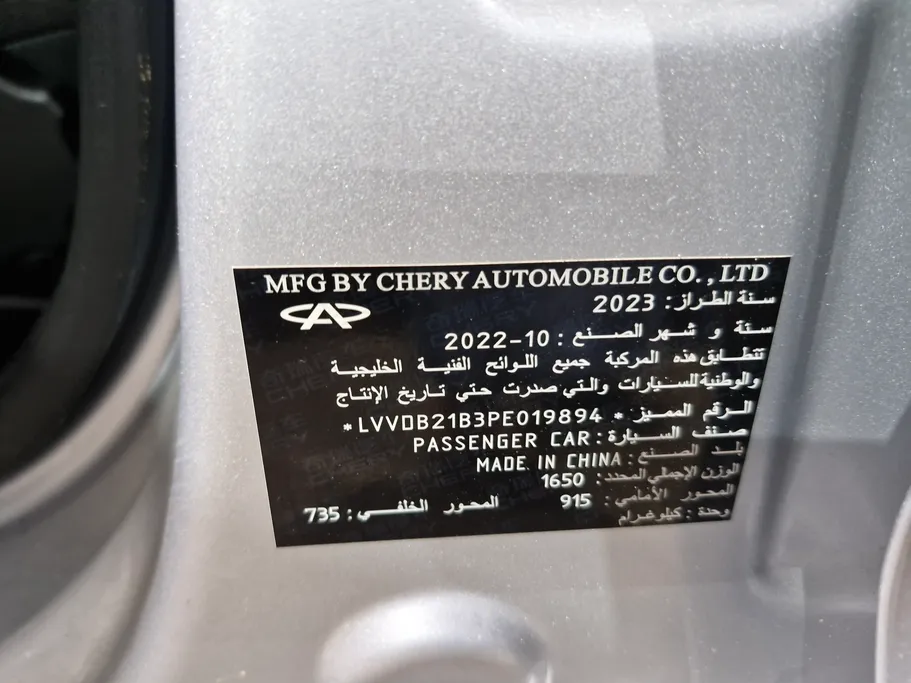 MFG BY CHERY AUTOMOBILE CO., LTD
سنة الطراز: 2023
سنة و شهر الصنع: 2022-10
تتطابق هذه المركبة جميع اللوائح الفنية الخليجية
والوطنية للسيارات والتي صدرت حتي تاريخ الإنتاج
الرقم المميز *LVVDB21B3PE019894*
صنف السيارة: PASSENGER CAR
بلد الصنع: MADE IN CHINA
الوزن الإجمالي المحدد: 1650
المحور الأمامي: 915 المحور الخلفي: 735
وحدة: كيلوغرام